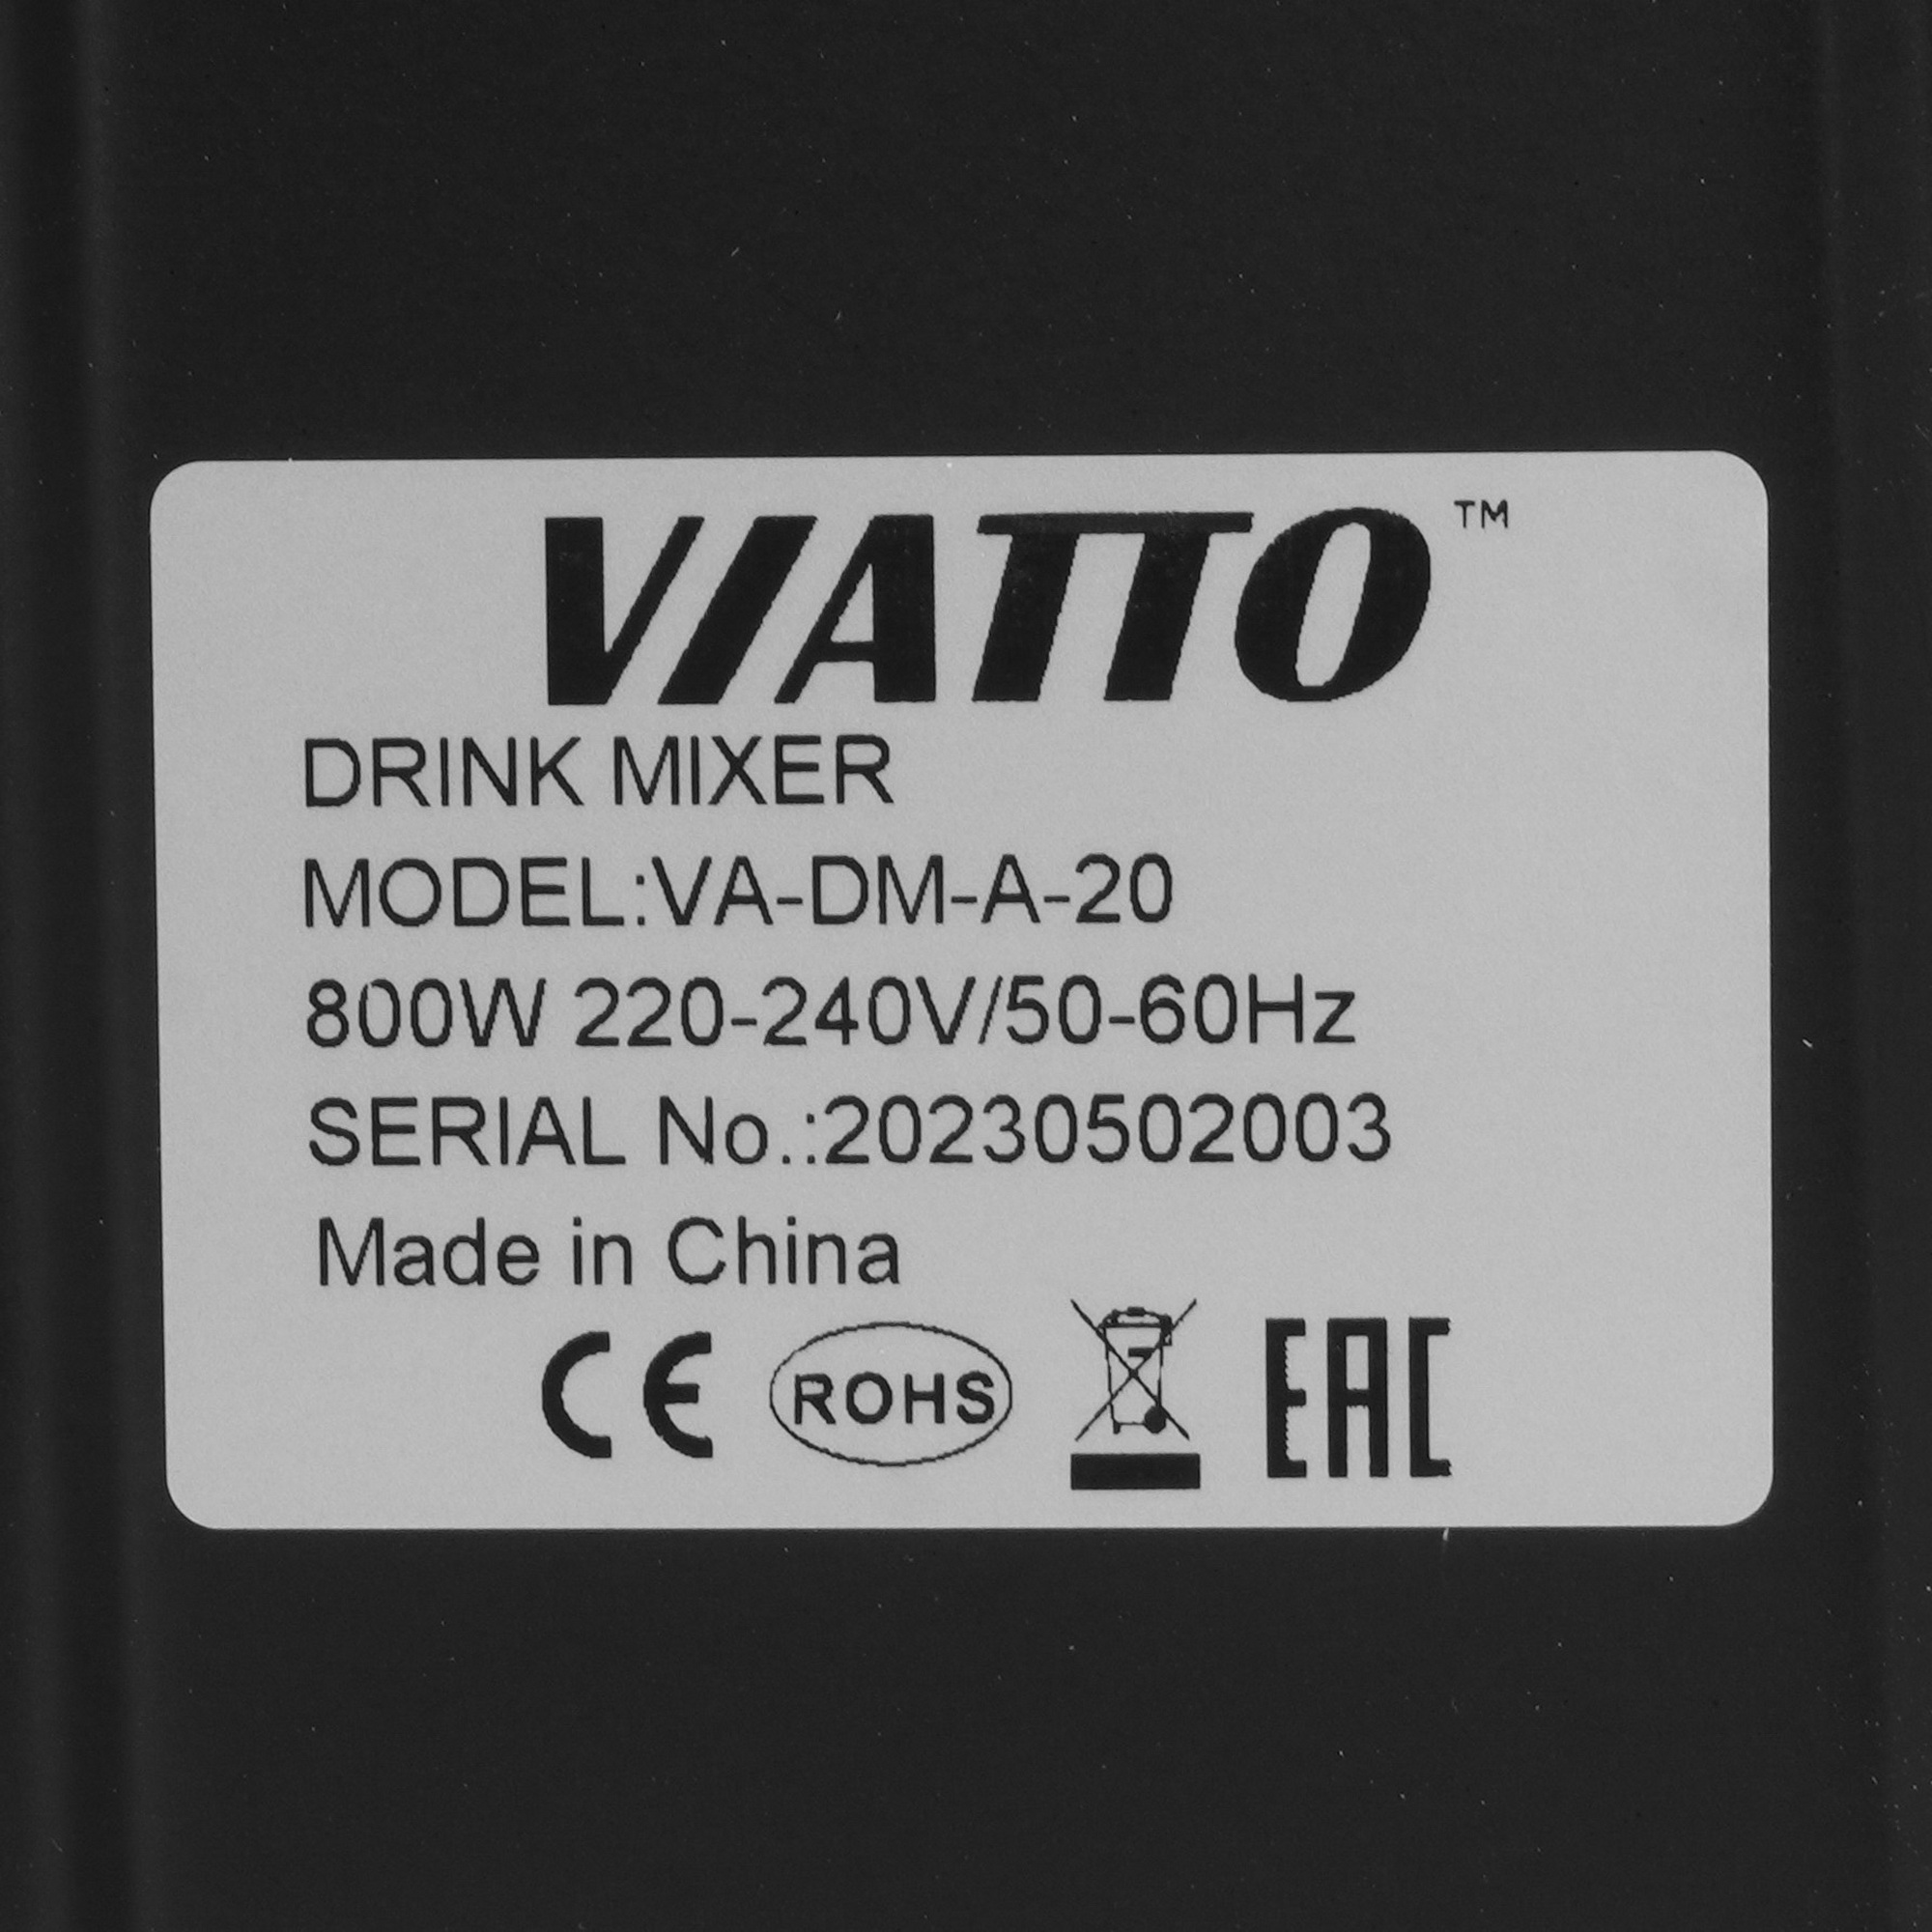 VIATTO™
DRINK MIXER
MODEL:VA-DM-A-20
800W 220-240V/50-60Hz
SERIAL No.:20230502003
Made in China
CE ROHS EAC